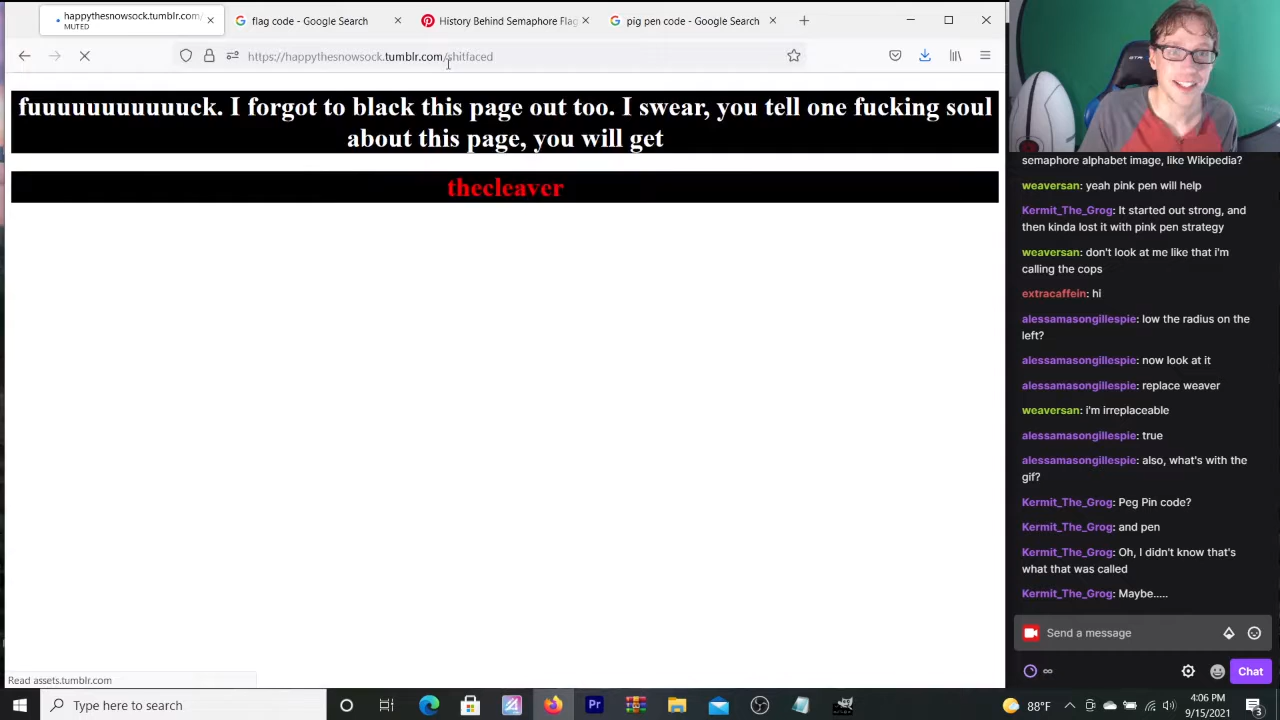 happythesnowsock.tumblr.com/
MUTED
flag code - Google Search
History Behind Semaphore Flag
pig pen code - Google Search
https://happythesnowsock.tumblr.com/shitfaced
fuuuuuuuuuuuck. I forgot to black this page out too. I swear, you tell one fucking soul
about this page, you will get
thecleaver
semaphore alphabet image, like Wikipedia?
weaversan: yeah pink pen will help
Kermit_The_Grog: It started out strong, and
then kinda lost it with pink pen strategy
weaversan: don't look at me like that i'm
calling the cops
extracaffein: hi
alessamasongillespie: low the radius on the
left?
alessamasongillespie: now look at it
alessamasongillespie: replace weaver
weaversan: i'm irreplaceable
alessamasongillespie: true
alessamasongillespie: also, what's with the
gif?
Kermit_The_Grog: Peg Pin code?
Kermit_The_Grog: and pen
Kermit_The_Grog: Oh, I didn't know that's
what that was called
Kermit_The_Grog: Maybe.....
Send a message
∞
Chat
Read assets.tumblr.com
Type here to search
Pr
88°F
4:06 PM
9/15/2021
3